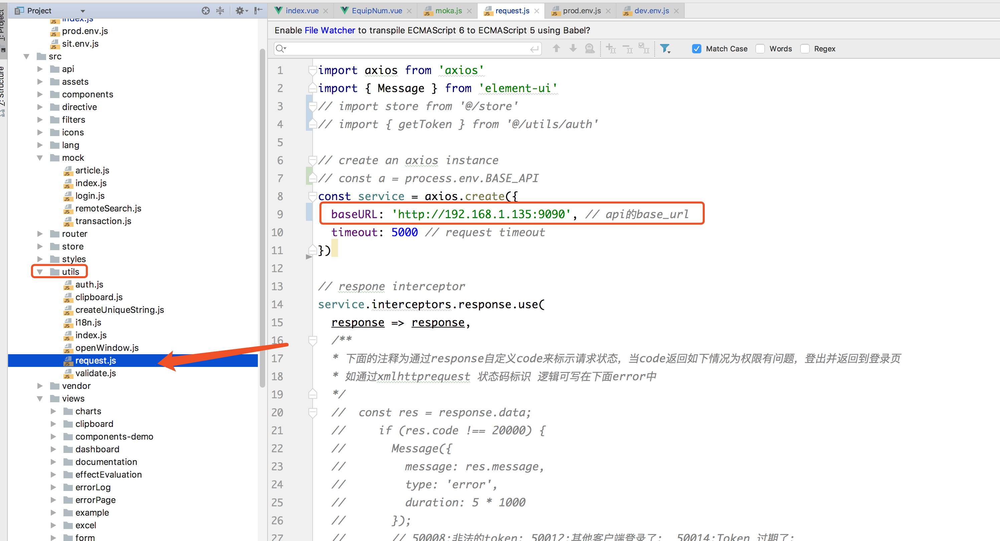 1: Project
7: Structure
Project
index.js
prod.env.js
sit.env.js
src
api
assets
components
directive
filters
icons
lang
mock
article.js
index.js
login.js
remoteSearch.js
transaction.js
router
store
styles
utils
auth.js
clipboard.js
createUniqueString.js
i18n.js
index.js
openWindow.js
request.js
validate.js
vendor
views
charts
clipboard
components-demo
dashboard
documentation
effectEvaluation
errorLog
errorPage
example
excel
form
index.vue EquipNum.vue moka.js request.js prod.env.js dev.env.js
Enable File Watcher to transpile ECMAScript 6 to ECMAScript 5 using Babel?
Match Case Words Regex
1 import axios from 'axios'
2 import { Message } from 'element-ui'
3 // import store from '@/store'
4 // import { getToken } from '@/utils/auth'
5
6 // create an axios instance
7 // const a = process.env.BASE_API
8 const service = axios.create({
9 baseURL: 'http://192.168.1.135:9090', // api的base_url
10 timeout: 5000 // request timeout
11 })
12
13 // respone interceptor
14 service.interceptors.response.use(
15 response => response,
16 /**
17 * 下面的注释为通过response自定义code来标示请求状态，当code返回如下情况为权限有问题，登出并返回到登录页
18 * 如通过xmlhttprequest 状态码标识 逻辑可写在下面error中
19 */
20 // const res = response.data;
21 // if (res.code !== 20000) {
22 // Message({
23 // message: res.message,
24 // type: 'error',
25 // duration: 5 * 1000
26 // });
27 // // 50008:非法的token; 50012:其他客户端登录了; 50014:Token 过期了;